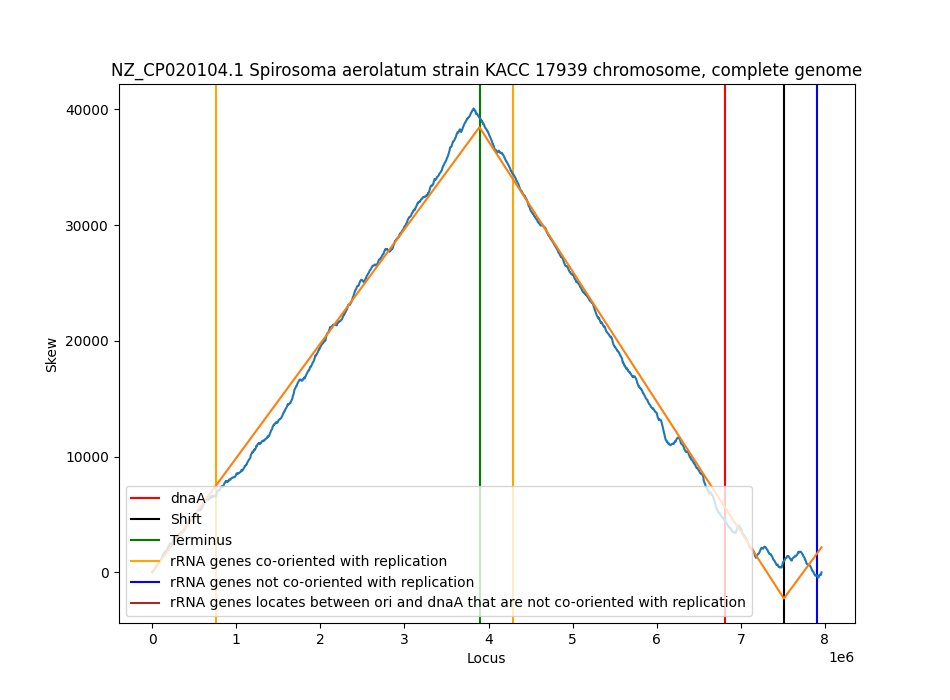 NZ_CP020104.1 Spirosoma aerolatum strain KACC 17939 chromosome, complete genome
40000
30000
20000
10000
0
Skew
dnaA
Shift
Terminus
rRNA genes co-oriented with replication
rRNA genes not co-oriented with replication
rRNA genes locates between ori and dnaA that are not co-oriented with replication
0 1 2 3 4 5 6 7 8
1e6
Locus